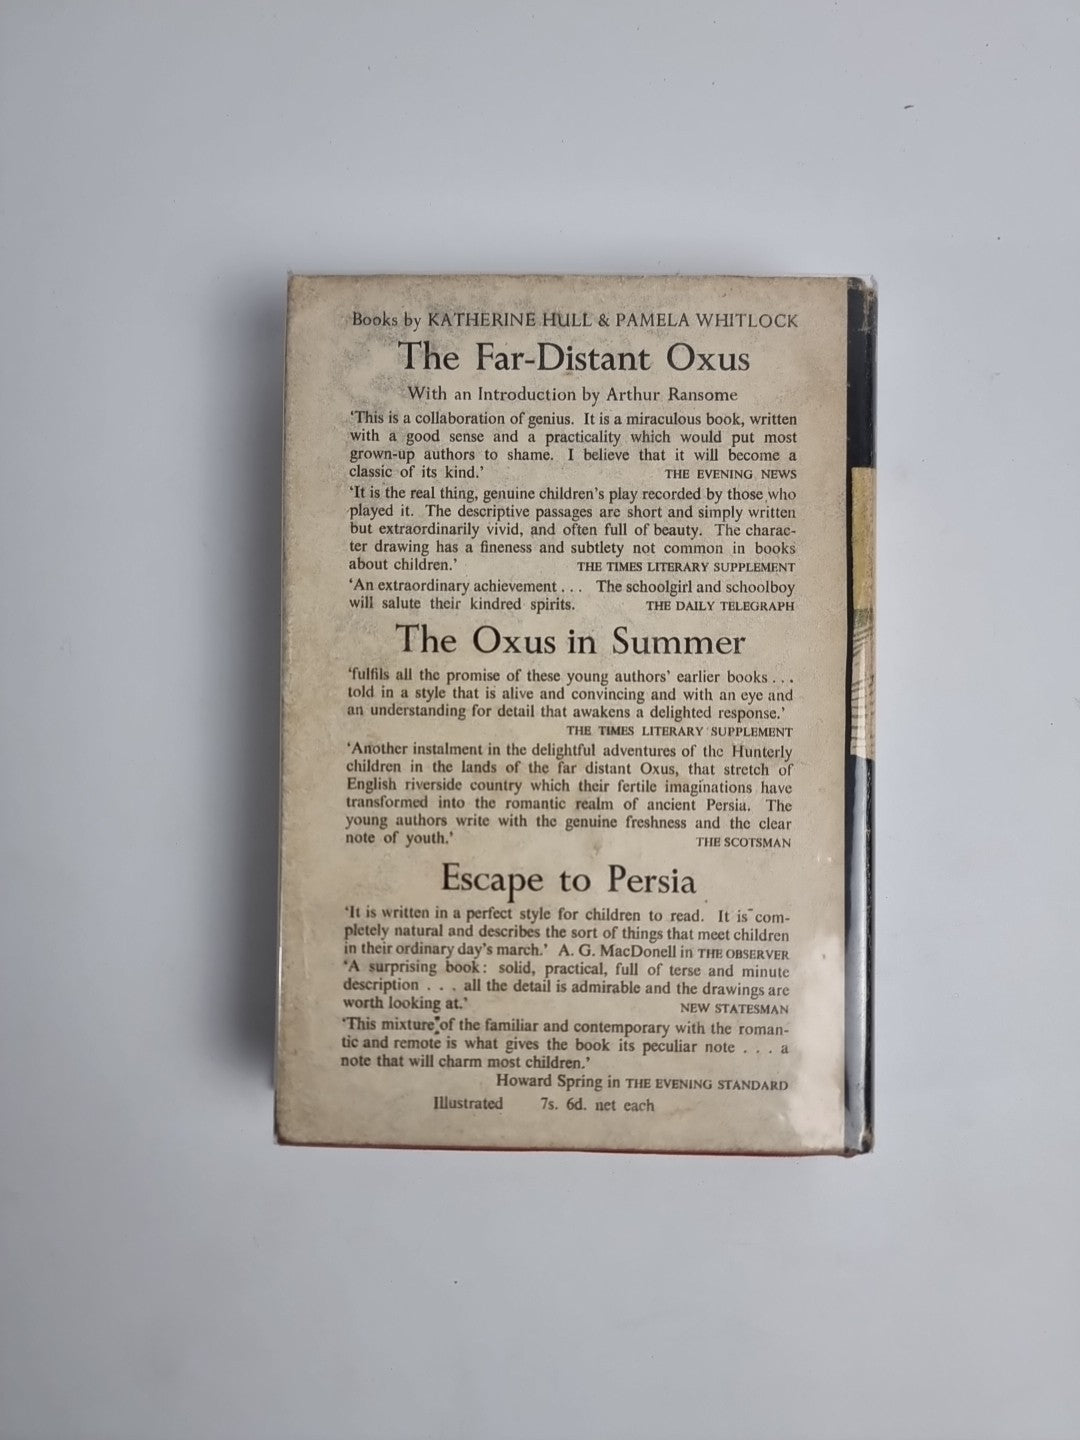 Books by KATHERINE HULL & PAMELA WHITLOCK
The Far-Distant Oxus
With an Introduction by Arthur Ransome
‘This is a collaboration of genius. It is a miraculous book, written
with a good sense and a practicality which would put most
grown-up authors to shame. I believe that it will become a
classic of its kind.’ THE EVENING NEWS
‘It is the real thing, genuine children’s play recorded by those who
played it. The descriptive passages are short and simply written
but extraordinarily vivid, and often full of beauty. The charac-
ter drawing has a fineness and subtlety not common in books
about children.’ THE TIMES LITERARY SUPPLEMENT
‘An extraordinary achievement . . . The schoolgirl and schoolboy
will salute their kindred spirits. THE DAILY TELEGRAPH
The Oxus in Summer
‘fulfils all the promise of these young authors’ earlier books . . .
told in a style that is alive and convincing and with an eye and
an understanding for detail that awakens a delighted response.’
THE TIMES LITERARY SUPPLEMENT
‘Another instalment in the delightful adventures of the Hunterly
children in the lands of the far distant Oxus, that stretch of
English riverside country which their fertile imaginations have
transformed into the romantic realm of ancient Persia. The
young authors write with the genuine freshness and the clear
note of youth.’ THE SCOTSMAN
Escape to Persia
‘It is written in a perfect style for children to read. It is com-
pletely natural and describes the sort of things that meet children
in their ordinary day’s march.’ A. G. MacDonell in THE OBSERVER
‘A surprising book: solid, practical, full of terse and minute
description . . . all the detail is admirable and the drawings are
worth looking at.’ NEW STATESMAN
‘This mixture of the familiar and contemporary with the roman-
tic and remote is what gives the book its peculiar note . . . a
note that will charm most children.’
Howard Spring in THE EVENING STANDARD
Illustrated 7s. 6d. net each